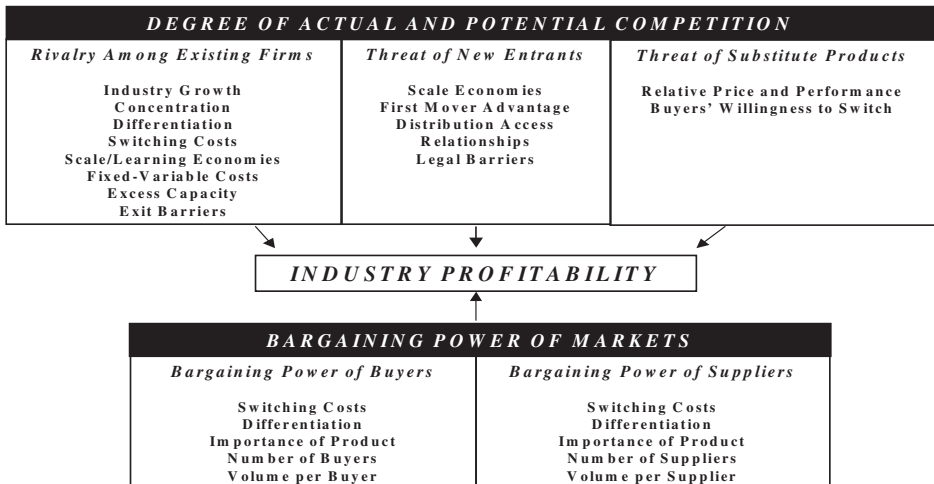 DEGREE OF ACTUAL AND POTENTIAL COMPETITION
Rivalry Among Existing Firms
Industry Growth
Concentration
Differentiation
Switching Costs
Scale/Learning Economies
Fixed-Variable Costs
Excess Capacity
Exit Barriers
Threat of New Entrants
Scale Economies
First Mover Advantage
Distribution Access
Relationships
Legal Barriers
Threat of Substitute Products
Relative Price and Performance
Buyers’ Willingness to Switch
INDUSTRY PROFITABILITY
BARGAINING POWER OF MARKETS
Bargaining Power of Buyers
Switching Costs
Differentiation
Importance of Product
Number of Buyers
Volume per Buyer
Bargaining Power of Suppliers
Switching Costs
Differentiation
Importance of Product
Number of Suppliers
Volume per Supplier